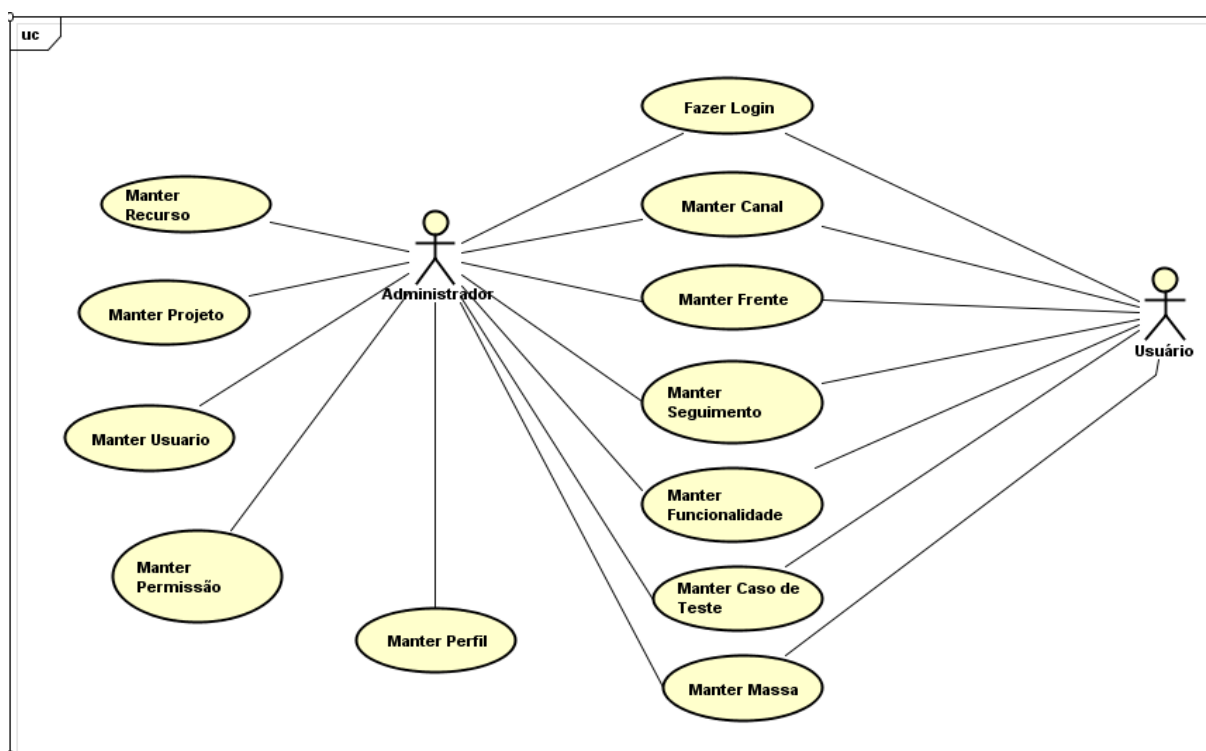 uc
Fazer Login
Manter
Recurso
Manter Canal
Administrador
Manter Projeto
Manter Frente
Usuário
Manter
Seguimento
Manter Usuario
Manter
Funcionalidade
Manter
Permissão
Manter Caso de
Teste
Manter Perfil
Manter Massa